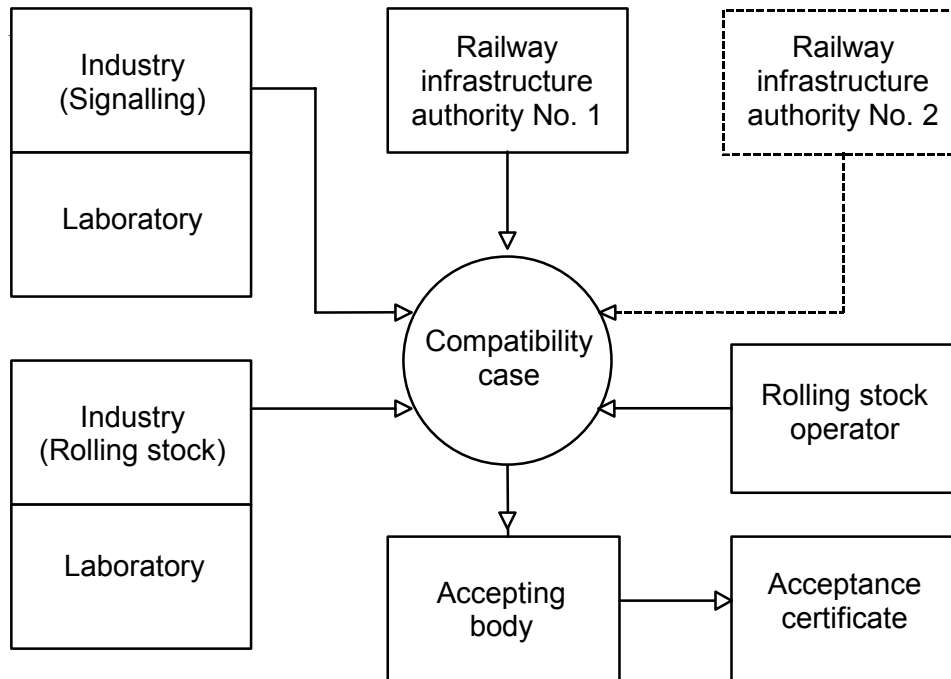 Industry
(Signalling)
Laboratory
Railway
infrastructure
authority No. 1
Railway
infrastructure
authority No. 2
Compatibility
case
Industry
(Rolling stock)
Laboratory
Rolling stock
operator
Accepting
body
Acceptance
certificate